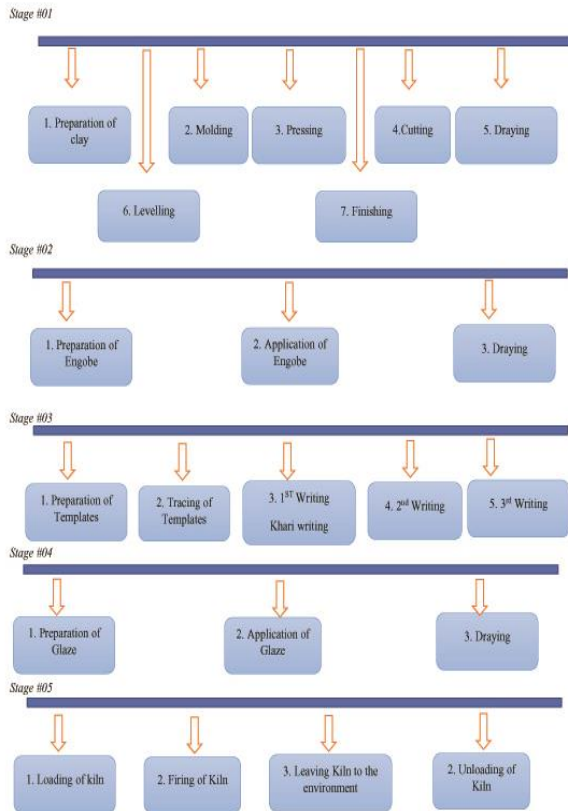 Stage #01
1. Preparation of
clay
2. Molding
3. Pressing
4.Cutting
5. Draying
6. Levelling
7. Finishing
Stage #02
1. Preparation of
Engobe
2. Application of
Engobe
3. Draying
Stage #03
1. Preparation of
Templates
2. Tracing of
Templates
3. 1ST Writing
Khari writing
4. 2nd Writing
5. 3rd Writing
Stage #04
1. Preparation of
Glaze
2. Application of
Glaze
3. Draying
Stage #05
1. Loading of kiln
2. Firing of Kiln
3. Leaving Kiln to the
environment
2. Unloading of
Kiln